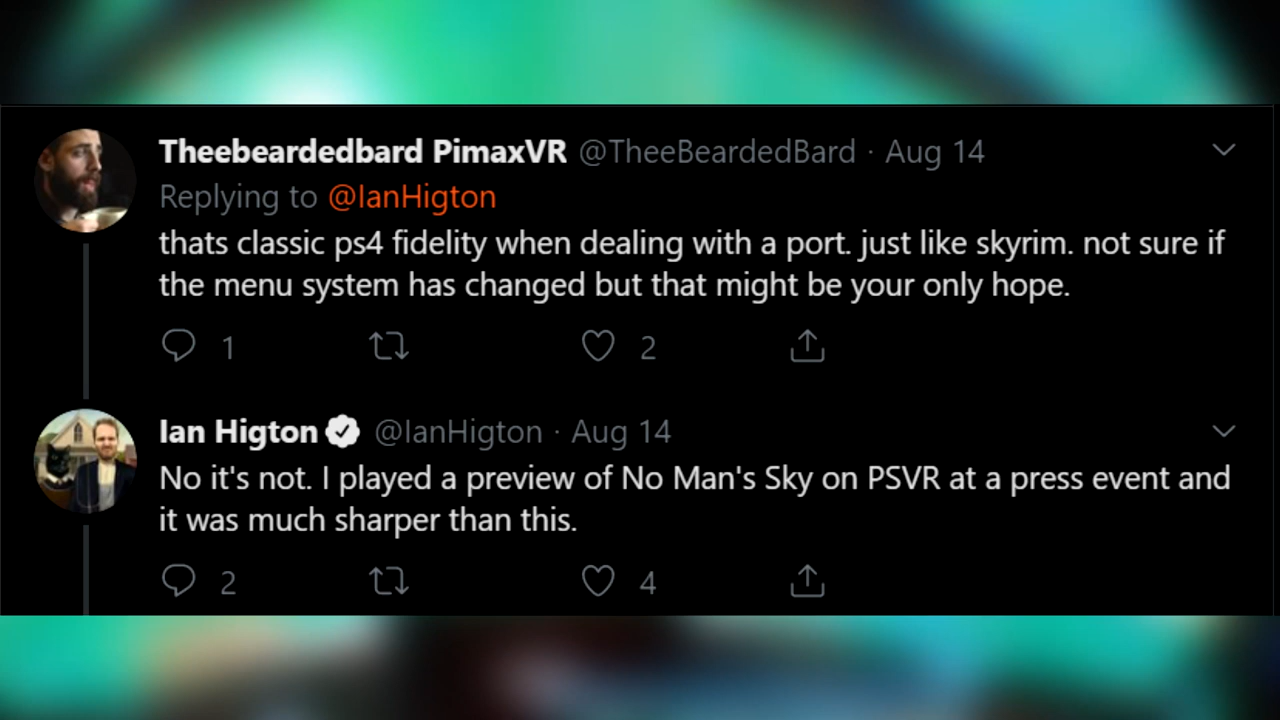 Theebeardedbard PimaxVR @TheeBeardedBard · Aug 14
Replying to @IanHigton
thats classic ps4 fidelity when dealing with a port. just like skyrim. not sure if
the menu system has changed but that might be your only hope.
1 2
Ian Higton @IanHigton · Aug 14
No it's not. I played a preview of No Man's Sky on PSVR at a press event and
it was much sharper than this.
2 4